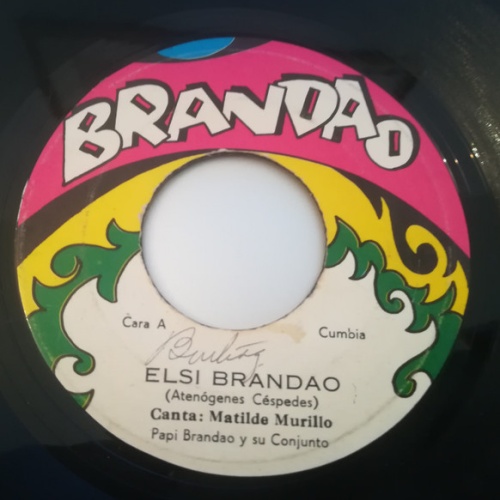 BRANDAO
Cara A
Cumbia
ELSI BRANDAO
(Atenógenes Céspedes)
Canta: Matilde Murillo
Papi Brandao y su Conjunto